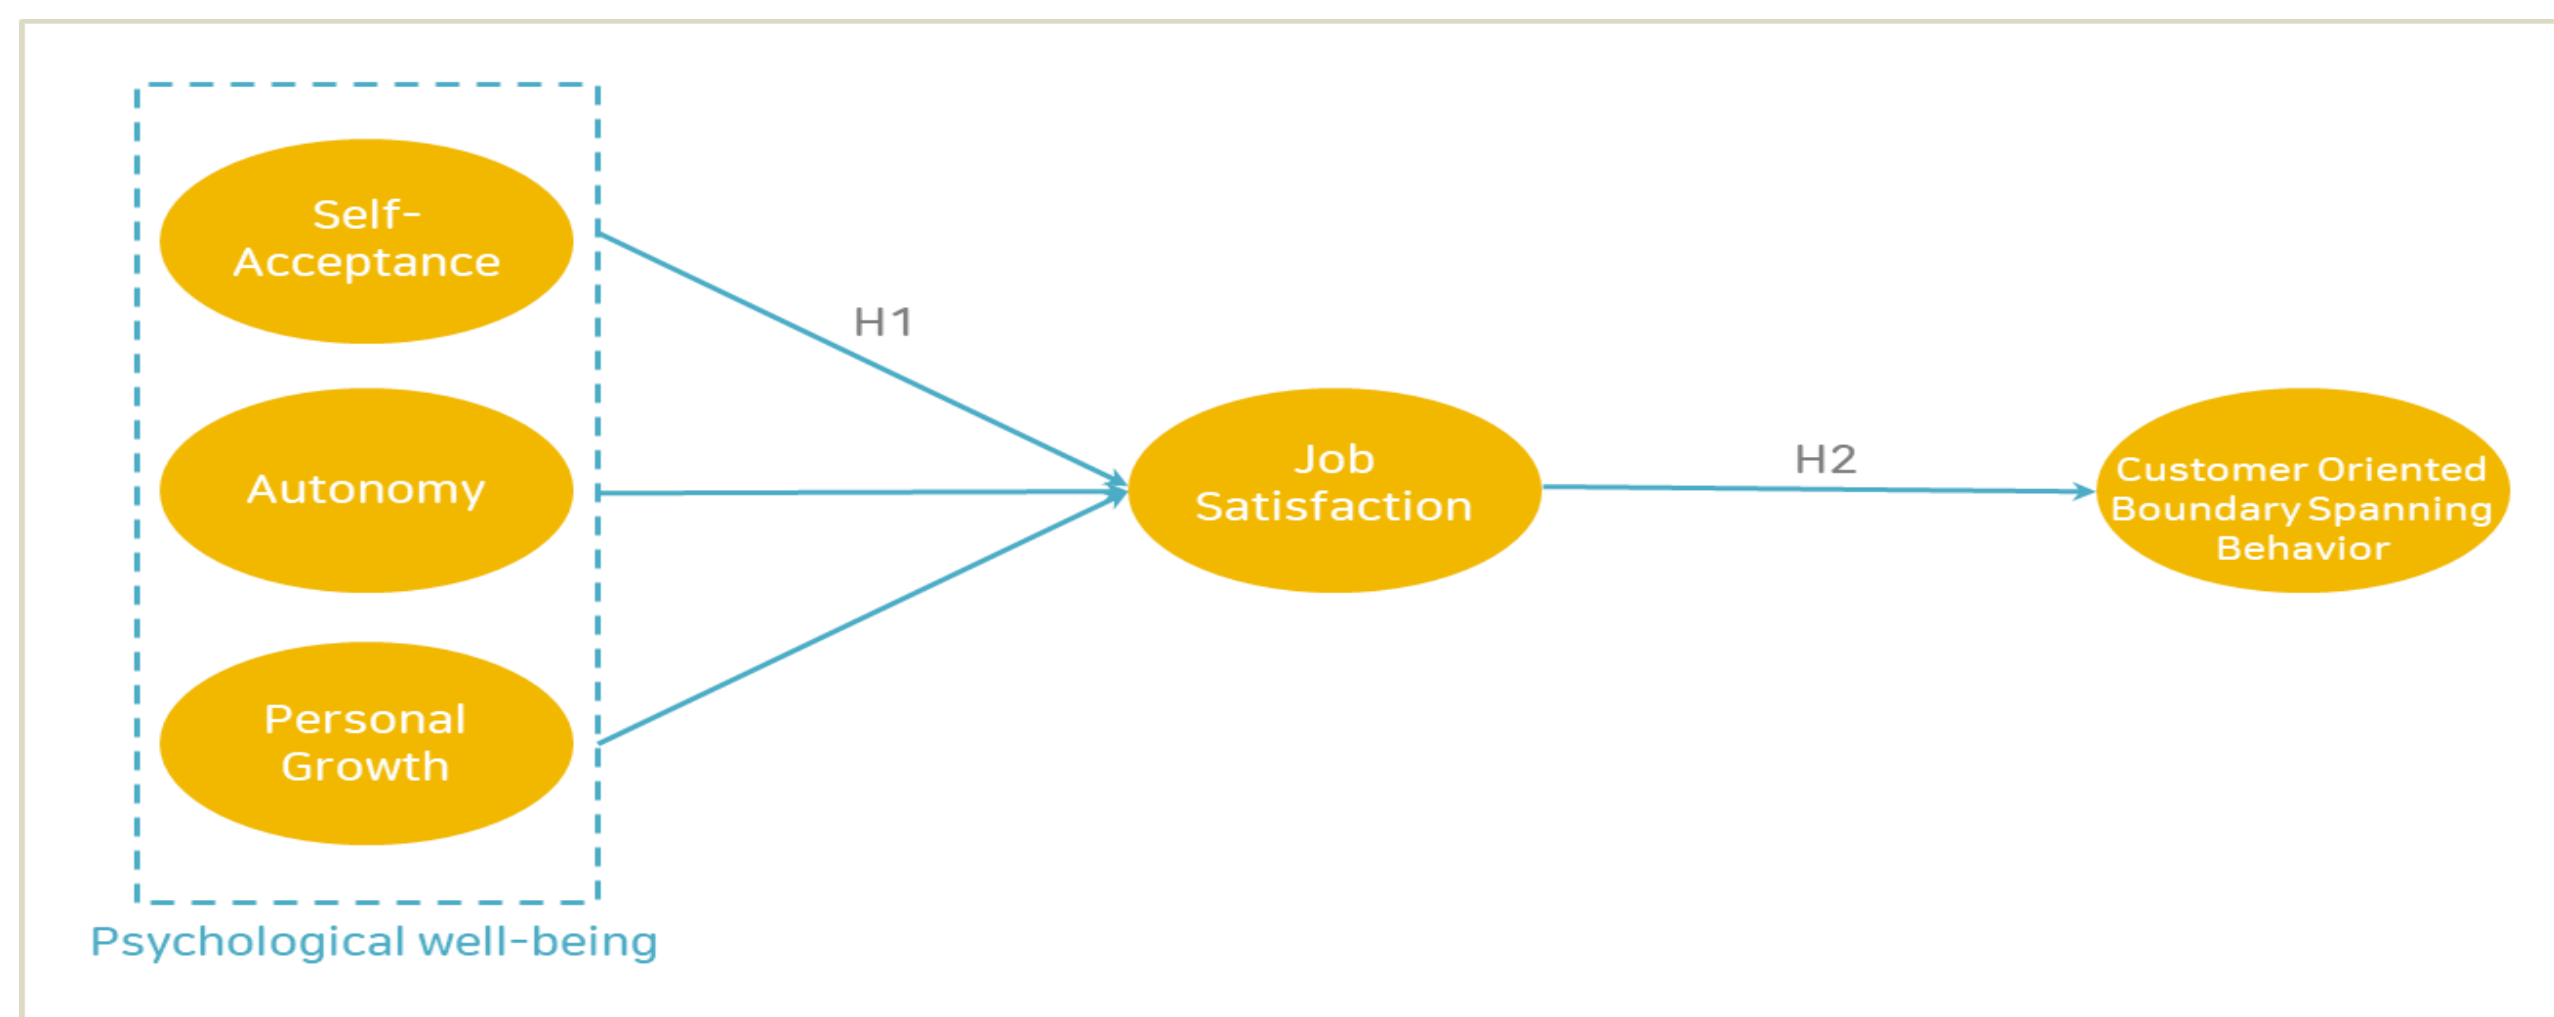 Self-
Acceptance
H1
Autonomy
Job
Satisfaction
H2
Customer Oriented
Boundary Spanning
Behavior
Personal
Growth
Psychological well-being